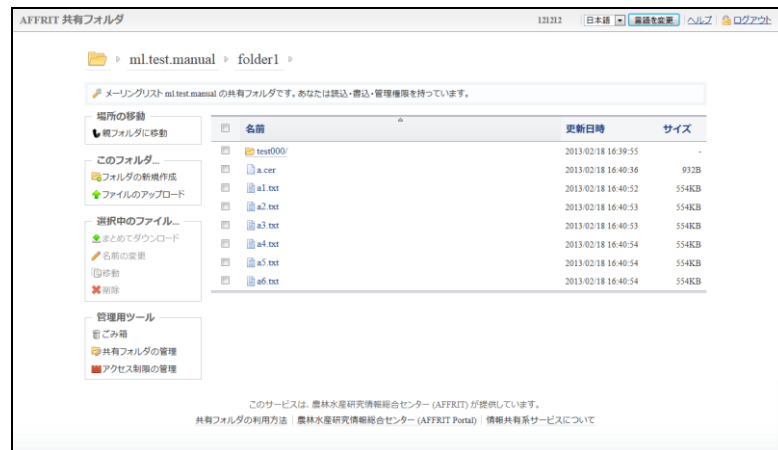 AFFRIT 共有フォルダ 121212 日本語 言語を変更 ヘルプ ログアウト
ml.test.manual folder1
メーリングリスト ml.test.manual の共有フォルダです。あなたは読込・書込・管理権限を持っています。
場所の移動
親フォルダに移動
このフォルダ...
フォルダの新規作成
ファイルのアップロード
選択中のファイル...
まとめてダウンロード
名前の変更
移動
削除
管理用ツール
ごみ箱
共有フォルダの管理
アクセス制限の管理
名前 更新日時 サイズ
test000/ 2013/02/18 16:39:55 -
a.cer 2013/02/18 16:40:36 932B
a1.txt 2013/02/18 16:40:52 554KB
a2.txt 2013/02/18 16:40:53 554KB
a3.txt 2013/02/18 16:40:53 554KB
a4.txt 2013/02/18 16:40:54 554KB
a5.txt 2013/02/18 16:40:54 554KB
a6.txt 2013/02/18 16:40:54 554KB
このサービスは、農林水産研究情報総合センター (AFFRIT) が提供しています。
共有フォルダの利用方法 | 農林水産研究情報総合センター (AFFRIT Portal) | 情報共有系サービスについて